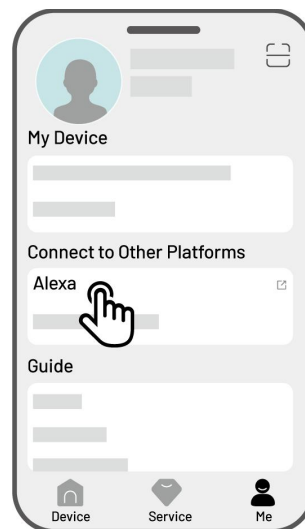 My Device
Connect to Other Platforms
Alexa
Guide
Device
Service
Me